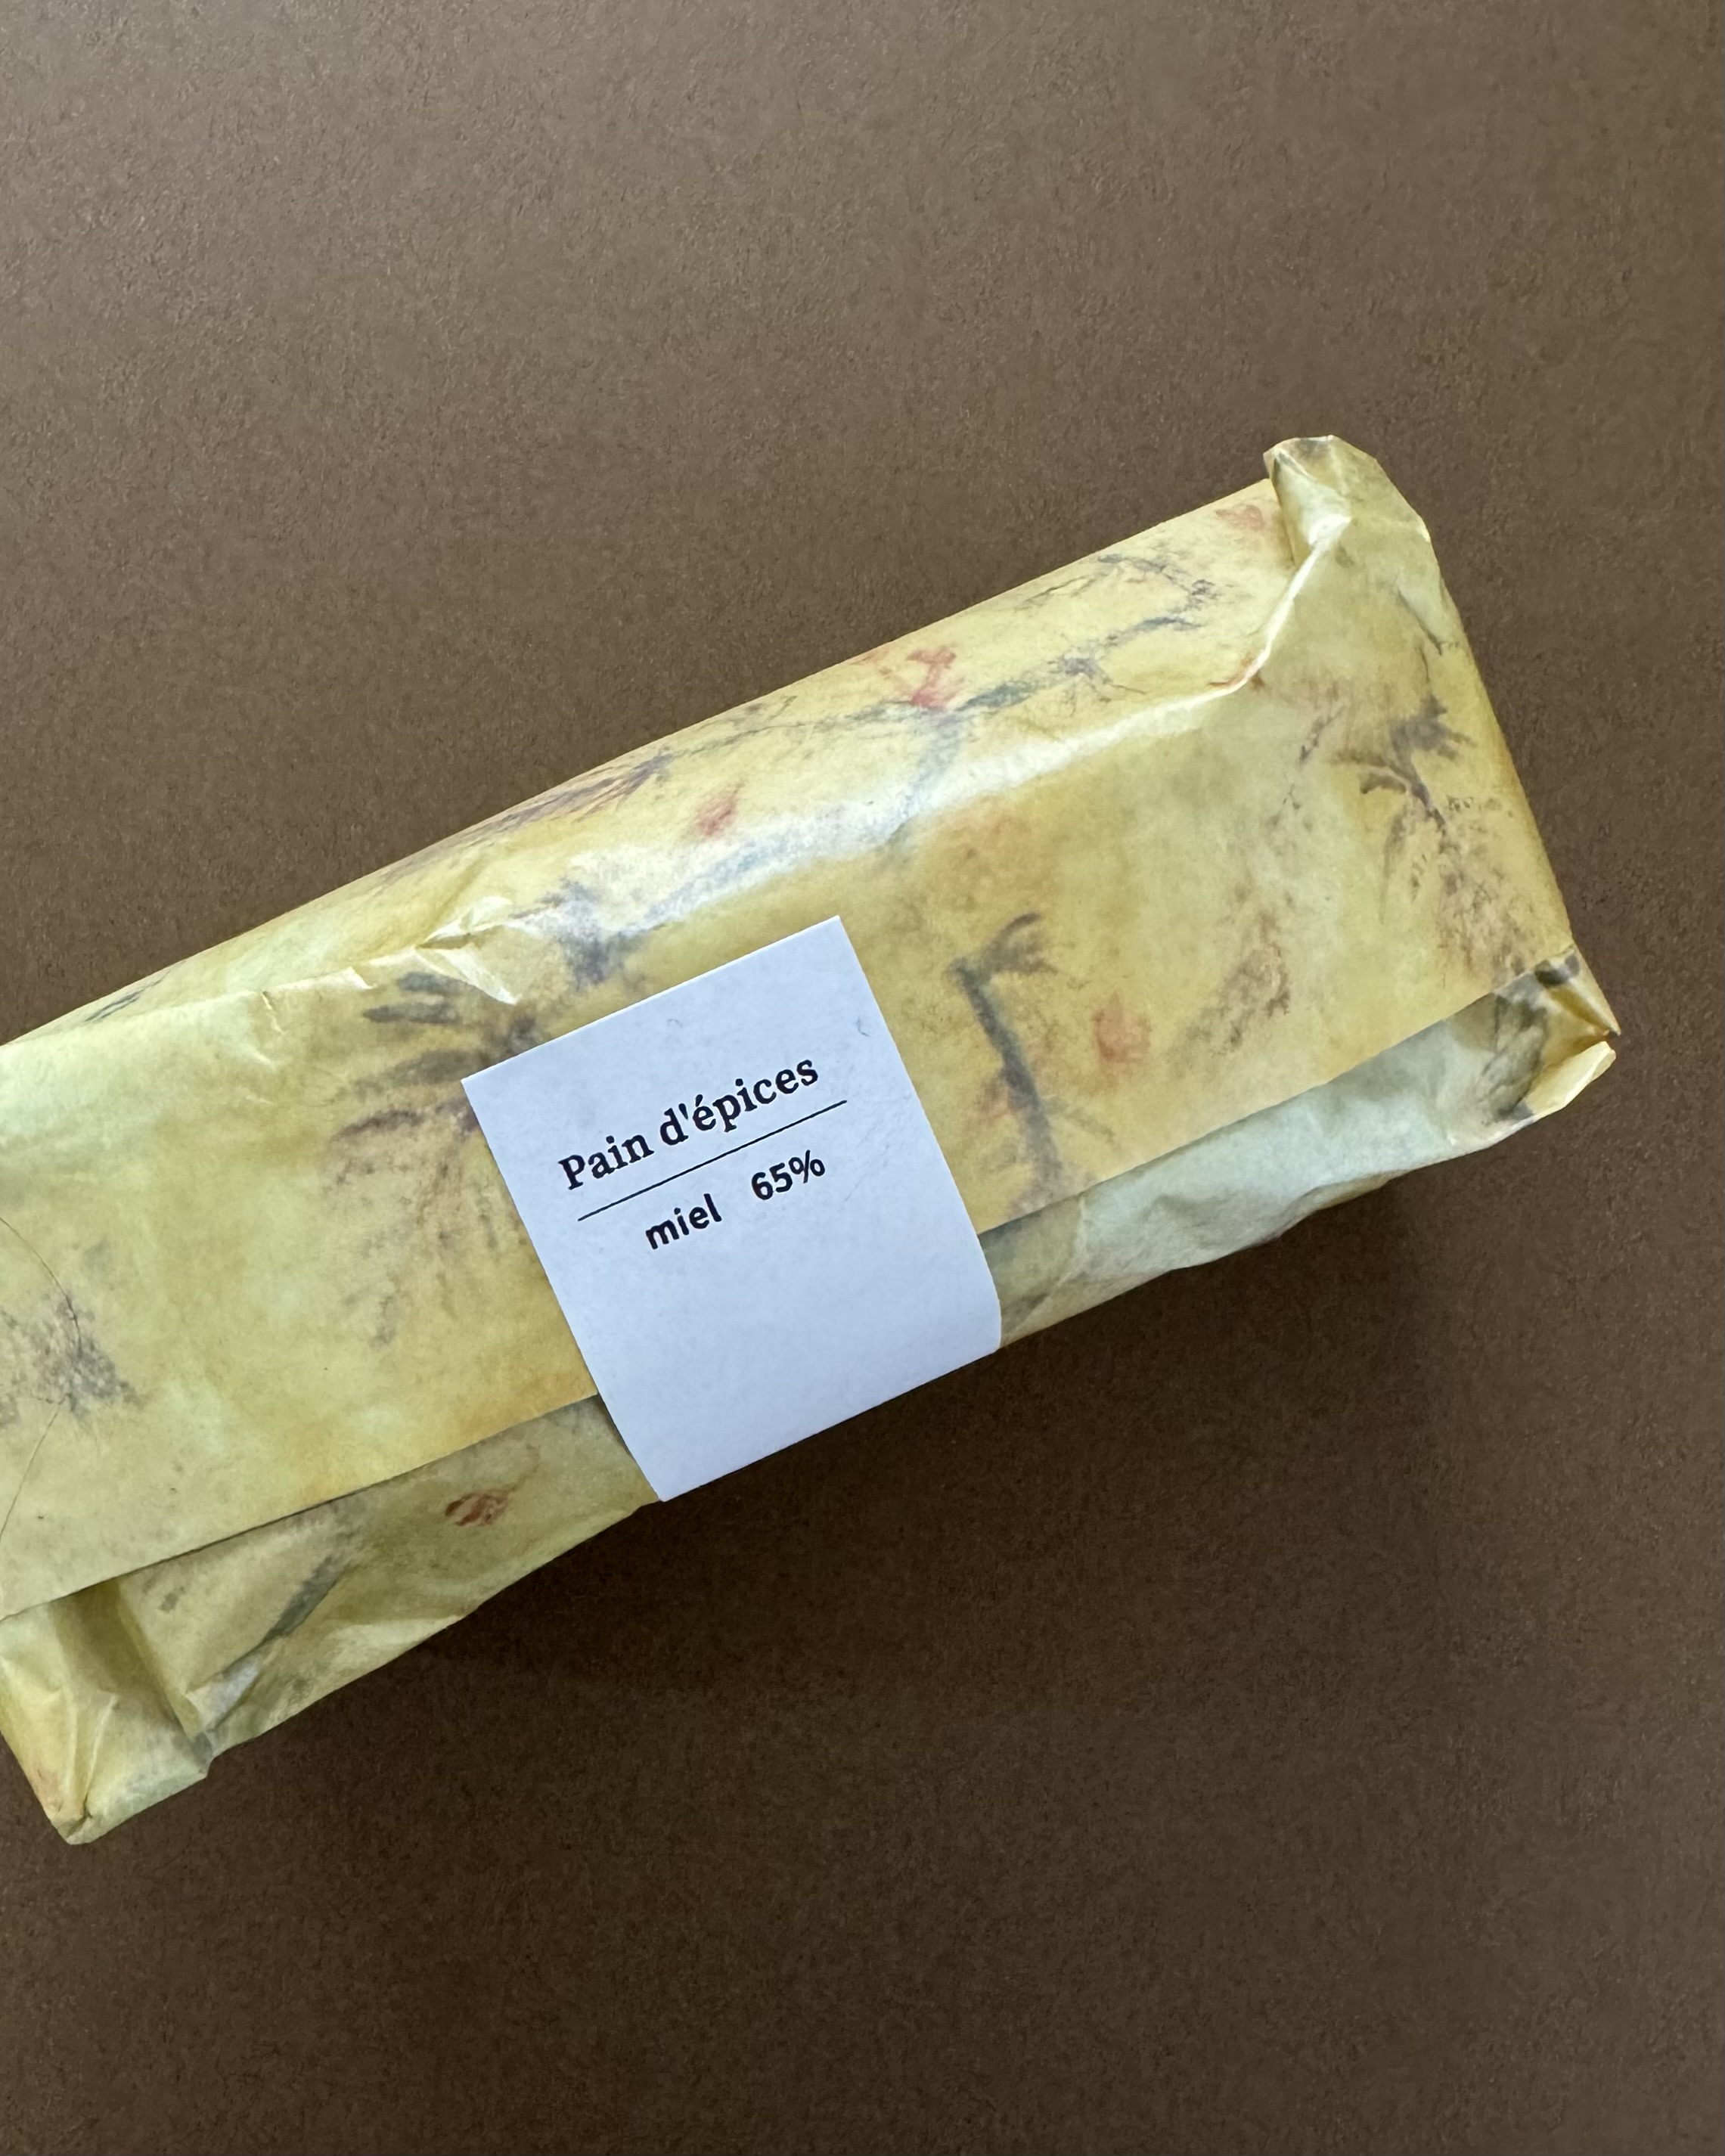 Pain d'épices
miel 65%